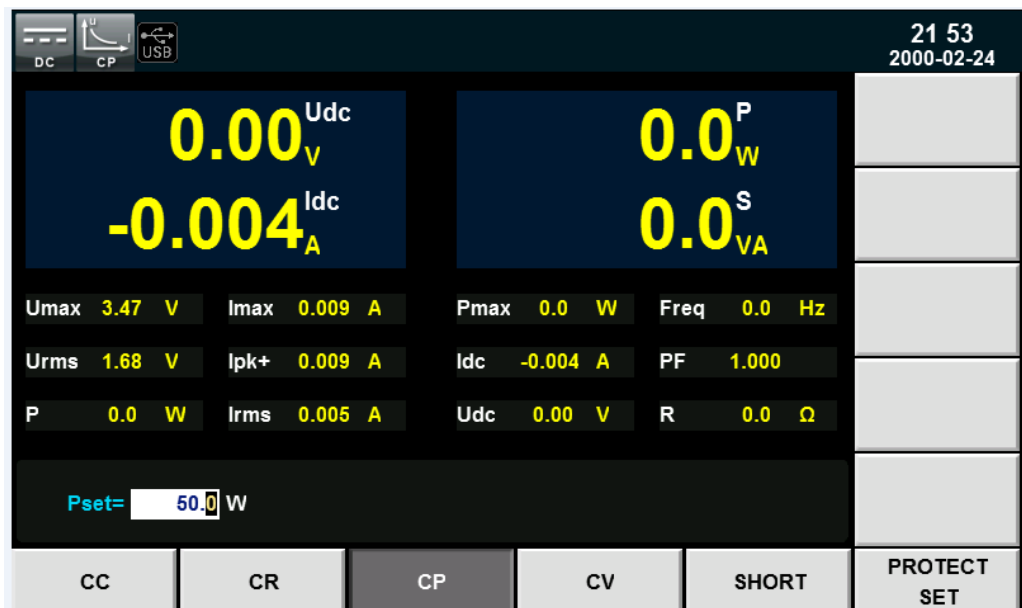 DC
U
I
CP
USB
21 53
2000-02-24
0.00 Udc V
-0.004 Idc A
0.0 P W
0.0 S VA
Umax 3.47 V Imax 0.009 A Pmax 0.0 W Freq 0.0 Hz
Urms 1.68 V Ipk+ 0.009 A Idc -0.004 A PF 1.000
P 0.0 W Irms 0.005 A Udc 0.00 V R 0.0 Ω
Pset= 50.0 W
CC CR CP CV SHORT PROTECT
SET